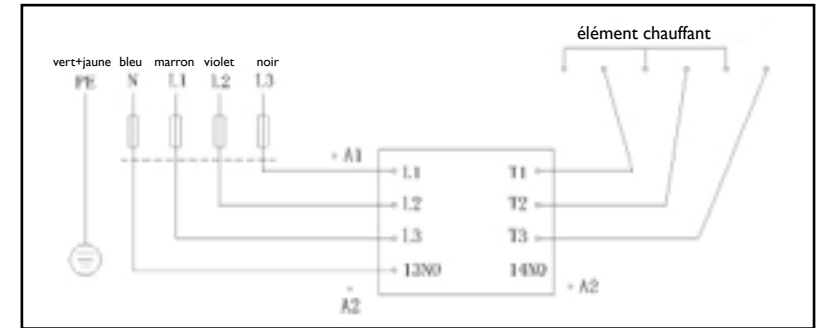 élément chauffant
vert+jaune bleu marron violet noir
PE N L1 L2 L3
A1
L1 T1
L2 T2
L3 T3
13NO 14NO
A2 A2